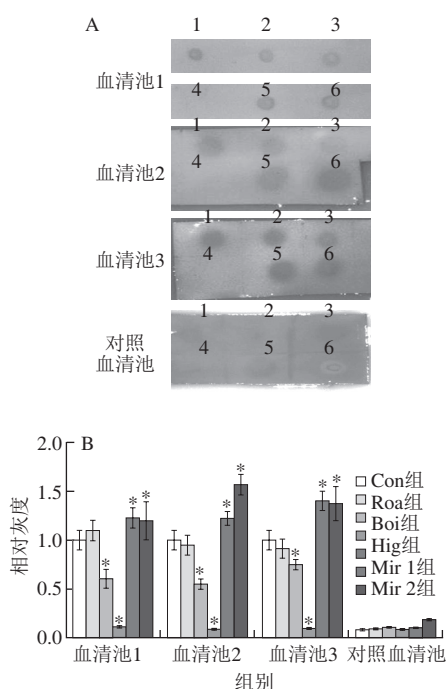 A
1 2 3
血清池1
4 5 6
1 2 3
血清池2
4 5 6
1 2 3
血清池3
4 5 6
1 2 3
对照
血清池
4 5 6
B
相对灰度
2.0
1.5
1.0
0.5
0.0
* * * *
* * * *
* * * *
Con组
Roa组
Boi组
Hig组
Mir 1组
Mir 2组
血清池1 血清池2 血清池3 对照血清池
组别